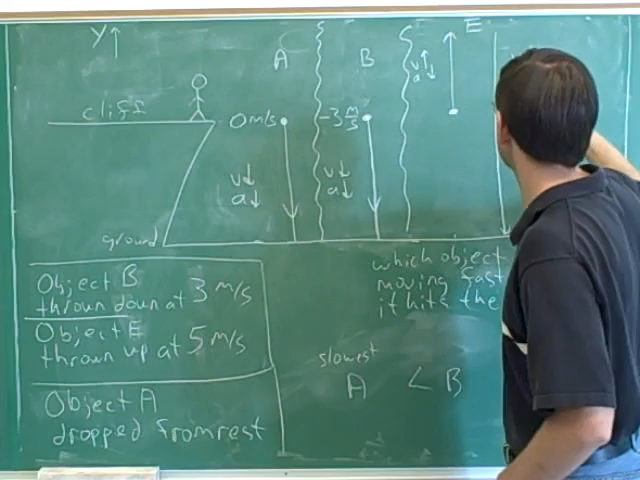 Y↑
A
B
E
cliff
0 m/s
-3 m/s
v↑
a↓
v↓
a↓
v↓
a↓
ground
Object B
thrown down at 3 m/s
Object E
thrown up at 5 m/s
Object A
dropped from rest
which object
moving fast
it hits the
slowest
A < B